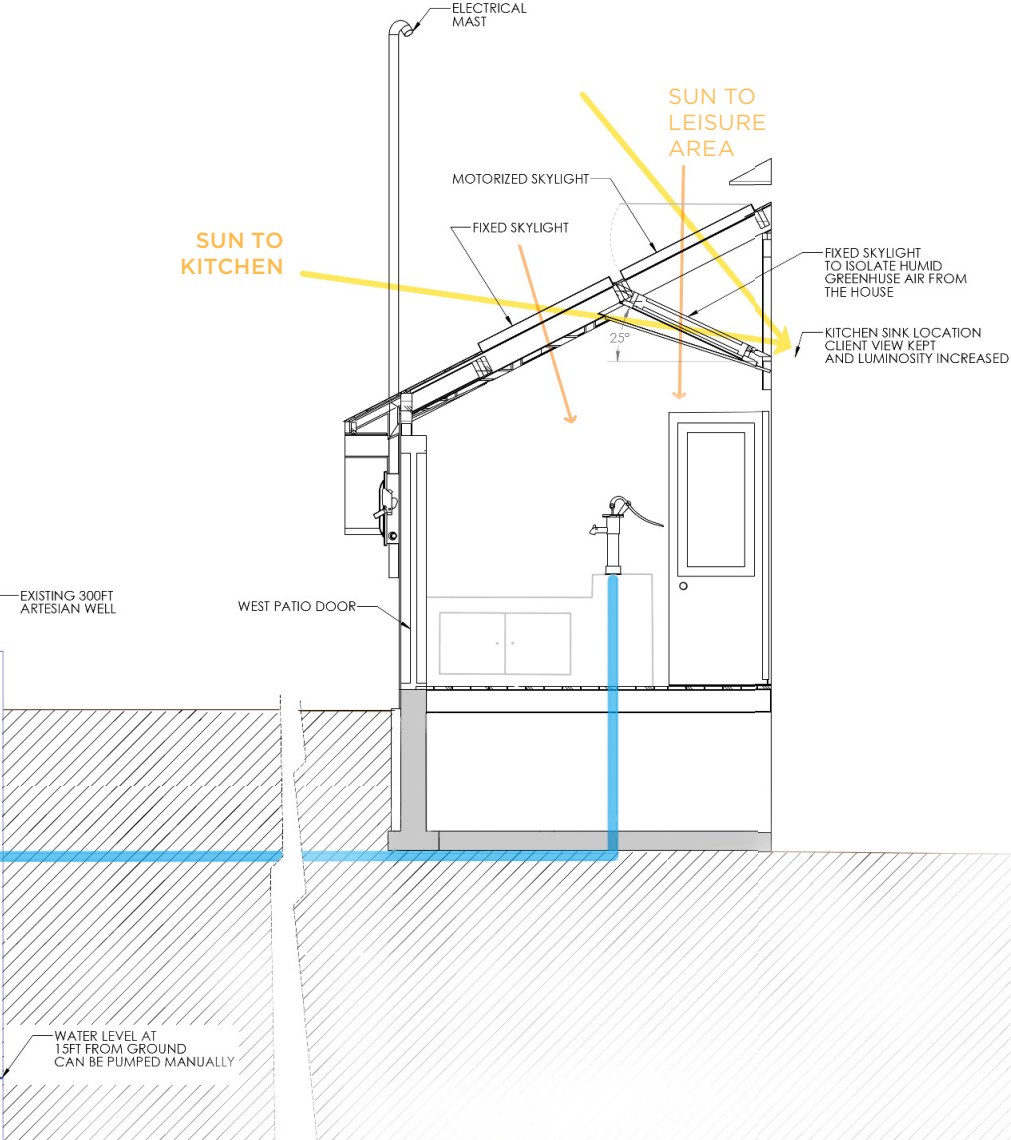 ELECTRICAL
MAST
SUN TO
LEISURE
AREA
MOTORIZED SKYLIGHT
FIXED SKYLIGHT
SUN TO
KITCHEN
FIXED SKYLIGHT
TO ISOLATE HUMID
GREENHUSE AIR FROM
THE HOUSE
25°
KITCHEN SINK LOCATION
CLIENT VIEW KEPT
AND LUMINOSITY INCREASED
EXISTING 300FT
ARTESIAN WELL
WEST PATIO DOOR
WATER LEVEL AT
15FT FROM GROUND
CAN BE PUMPED MANUALLY